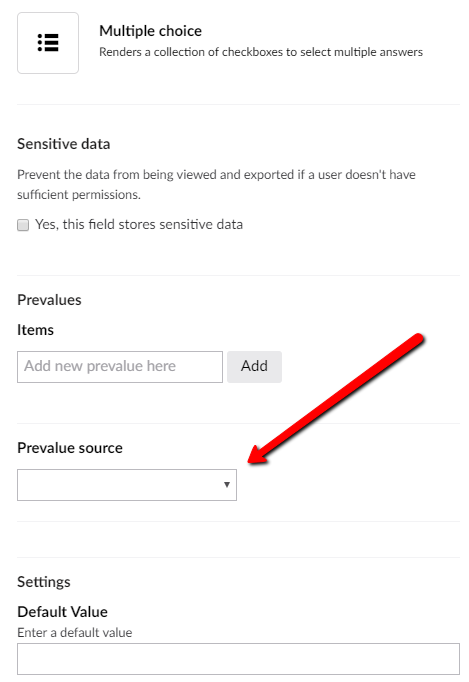 Multiple choice
Renders a collection of checkboxes to select multiple answers
Sensitive data
Prevent the data from being viewed and exported if a user doesn't have
sufficient permissions.
Yes, this field stores sensitive data
Prevalues
Items
Add new prevalue here
Add
Prevalue source
Settings
Default Value
Enter a default value